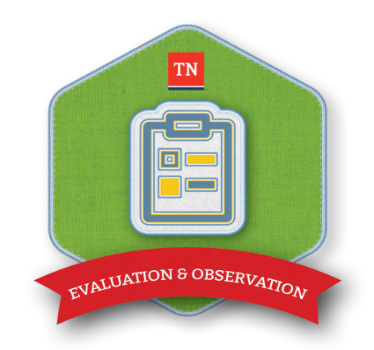 TN
EVALUATION & OBSERVATION